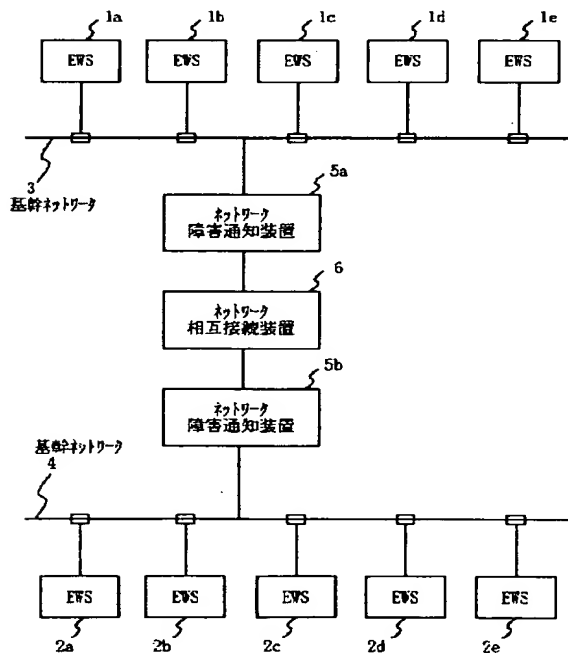 1a 1b 1c 1d 1e
EWS EWS EWS EWS EWS
3
基幹ネットワーク
5a
ネットワーク
障害通知装置
6
ネットワーク
相互接続装置
5b
ネットワーク
障害通知装置
基幹ネットワーク
4
EWS EWS EWS EWS EWS
2a 2b 2c 2d 2e